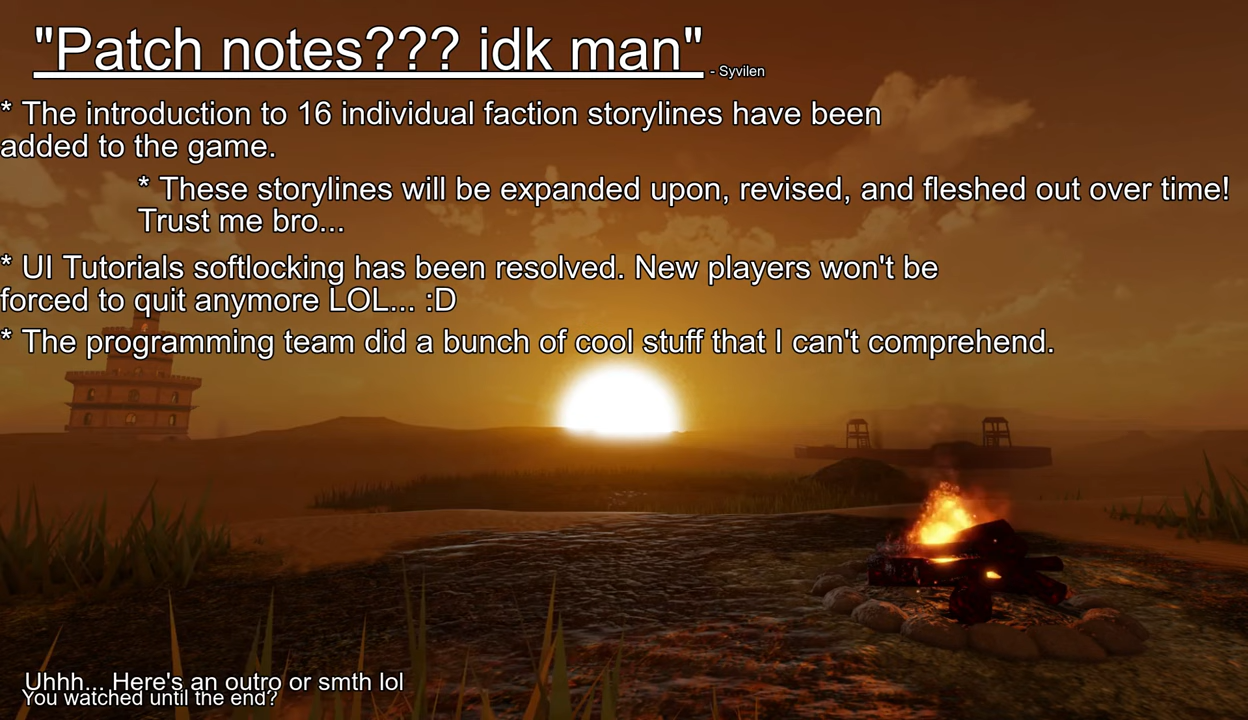 "Patch notes??? idk man"
- Syvilen
* The introduction to 16 individual faction storylines have been
added to the game.
* These storylines will be expanded upon, revised, and fleshed out over time!
Trust me bro...
* UI Tutorials softlocking has been resolved. New players won't be
forced to quit anymore LOL... :D
* The programming team did a bunch of cool stuff that I can't comprehend.
Uhhh... Here's an outro or smth lol
You watched until the end?